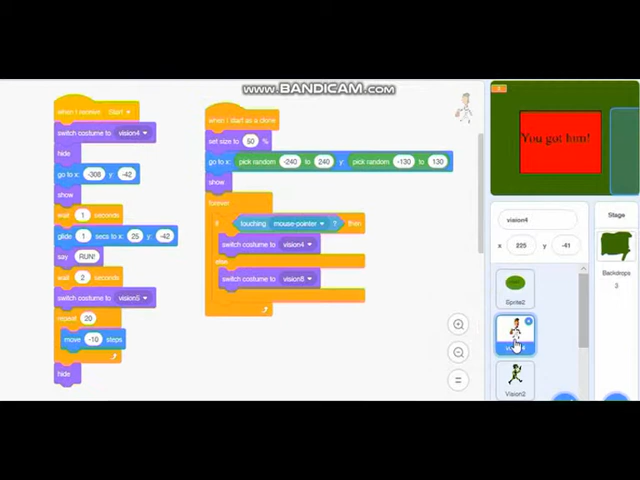 www.BANDICAM.com
when I receive Start
switch costume to vision4
hide
go to x: -308 y: -42
show
wait 1 seconds
glide 1 secs to x: 25 y: -42
say RUN!
wait 2 seconds
switch costume to vision5
repeat 20
move -10 steps
hide
when I start as a clone
set size to 50 %
go to x: pick random -240 to 240 y: pick random -130 to 130
show
forever
if touching mouse-pointer ? then
switch costume to vision4
else
switch costume to vision8
You got him!
vision4
x 225 y -41
Sprite2
Vision2
Stage
Backdrops
3